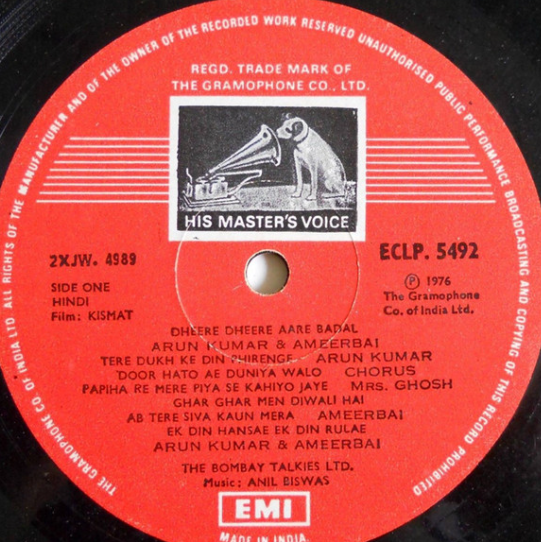 THE GRAMOPHONE CO. OF INDIA LTD. ALL RIGHTS OF THE MANUFACTURER AND OF THE OWNER OF THE RECORDED WORK RESERVED UNAUTHORISED PUBLIC PERFORMANCE BROADCASTING AND COPYING OF THIS RECORD PROHIBITED
REGD. TRADE MARK OF
THE GRAMOPHONE CO., LTD.
HIS MASTER'S VOICE
2XJW. 4989
ECLP. 5492
SIDE ONE
HINDI
Film: KISMAT
Ⓟ 1976
The Gramophone
Co. of India Ltd.
DHEERE DHEERE AARE BADAL
ARUN KUMAR & AMEERBAI
TERE DUKH KE DIN PHIRENGE ARUN KUMAR
DOOR HATO AE DUNIYA WALO CHORUS
PAPIHA RE MERE PIYA SE KAHIYO JAYE MRS. GHOSH
GHAR GHAR MEN DIWALI HAI
AB TERE SIVA KAUN MERA AMEERBAI
EK DIN HANSAE EK DIN RULAE
ARUN KUMAR & AMEERBAI
THE BOMBAY TALKIES LTD.
Music: ANIL BISWAS
EMI
MADE IN INDIA.